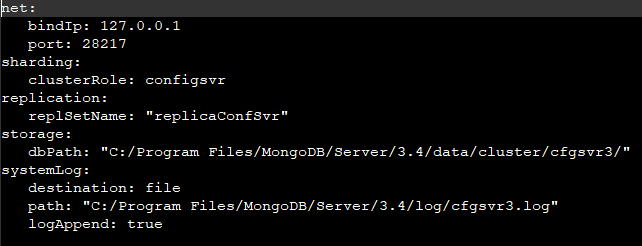 net:
   bindIp: 127.0.0.1
   port: 28217
sharding:
   clusterRole: configsvr
replication:
   replSetName: "replicaConfSvr"
storage:
   dbPath: "C:/Program Files/MongoDB/Server/3.4/data/cluster/cfgsvr3/"
systemLog:
   destination: file
   path: "C:/Program Files/MongoDB/Server/3.4/log/cfgsvr3.log"
   logAppend: true